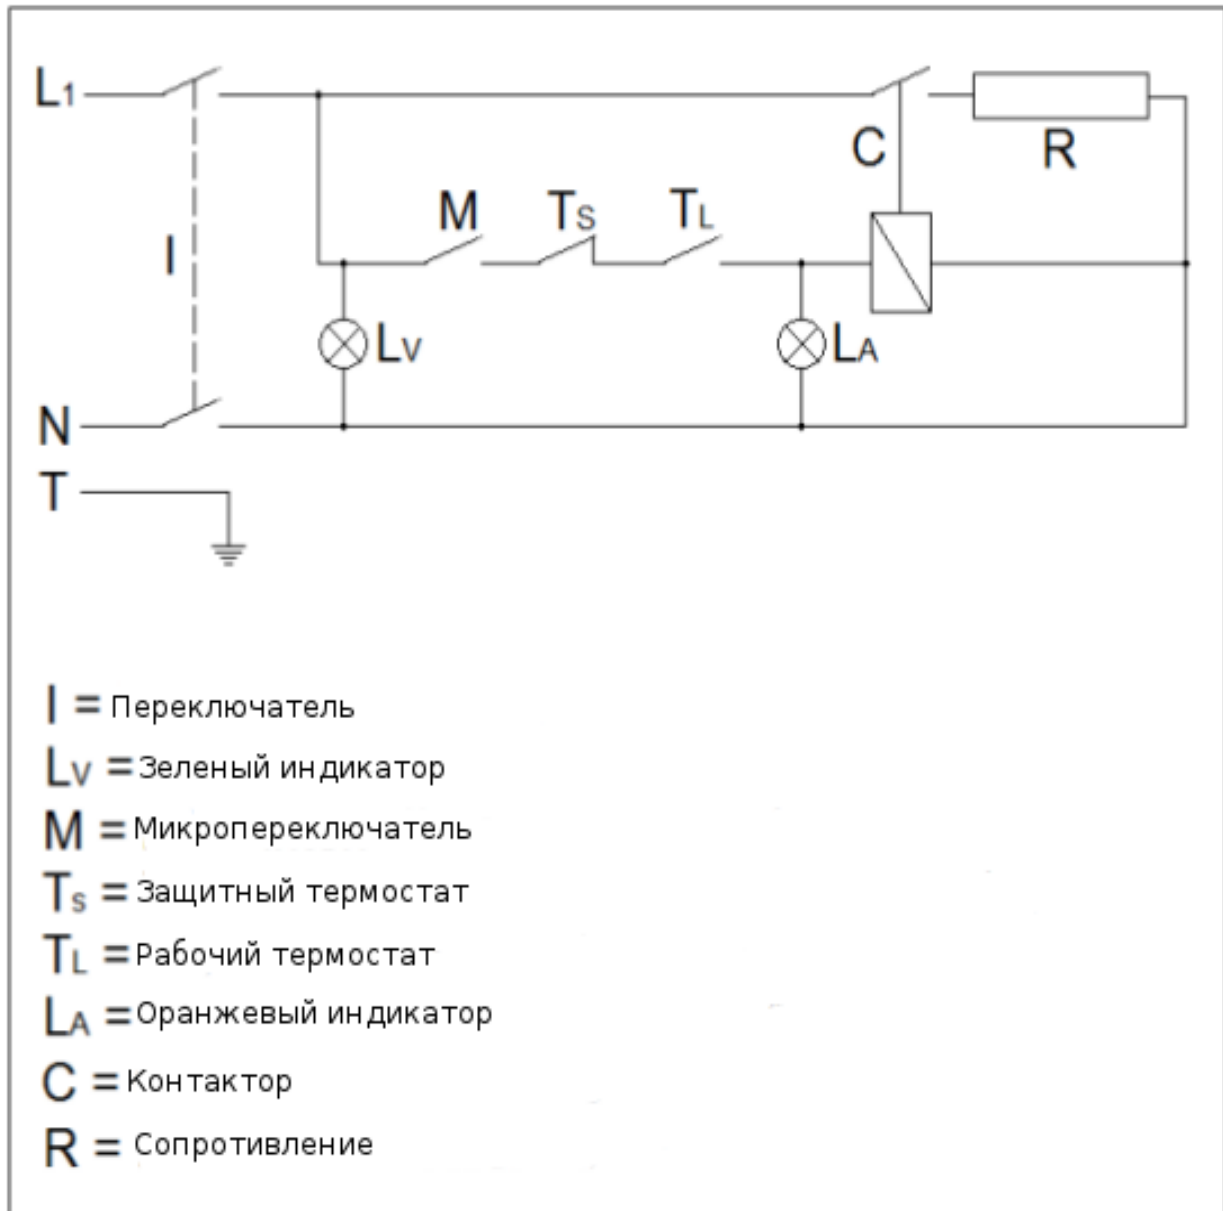 L1
C
R
M
TS
TL
I
LV
LA
N
T
I = Переключатель
LV = Зеленый индикатор
M = Микропереключатель
Ts = Защитный термостат
TL = Рабочий термостат
LA = Оранжевый индикатор
C = Контактор
R = Сопротивление